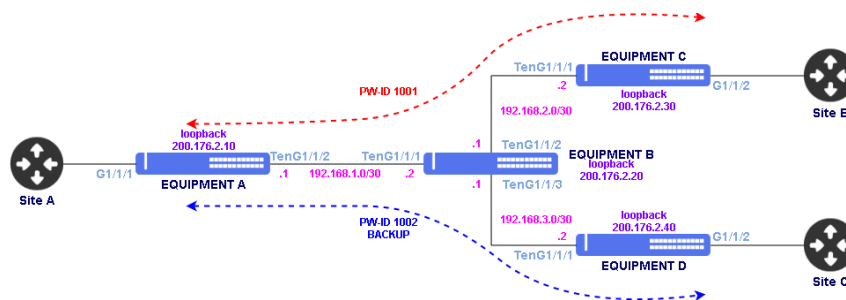 EQUIPMENT C
TenG1/1/1
loopback
200.176.2.30
G1/1/2
.2
192.168.2.0/30
PW-ID 1001
loopback
200.176.2.10
TenG1/1/2
TenG1/1/1
.1
TenG1/1/2
EQUIPMENT B
loopback
200.176.2.20
G1/1/1
EQUIPMENT A
.1
192.168.1.0/30
.2
.1
TenG1/1/3
Site A
PW-ID 1002
BACKUP
192.168.3.0/30
.2
TenG1/1/1
loopback
200.176.2.40
G1/1/2
EQUIPMENT D
Site
Site